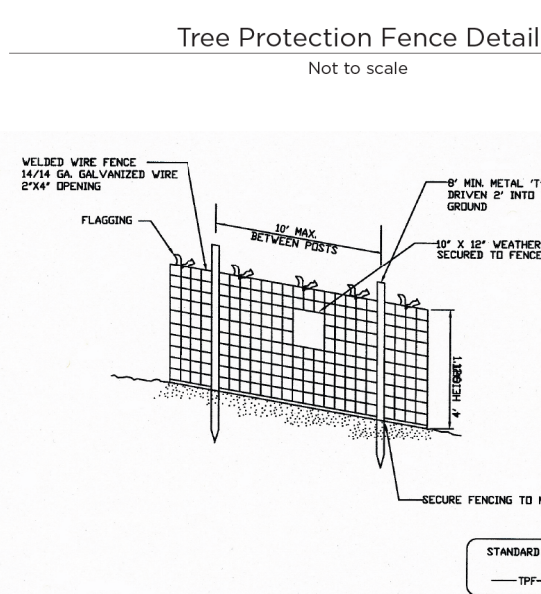 Tree Protection Fence Detail
Not to scale
WELDED WIRE FENCE
14/14 GA. GALVANIZED WIRE
2"X4" OPENING
FLAGGING
10' MAX.
BETWEEN POSTS
8' MIN. METAL 'T
DRIVEN 2' INTO
GROUND
10" X 12" WEATHER
SECURED TO FENCE
4' HEIGHT
SECURE FENCING TO
STANDARD
TPF-